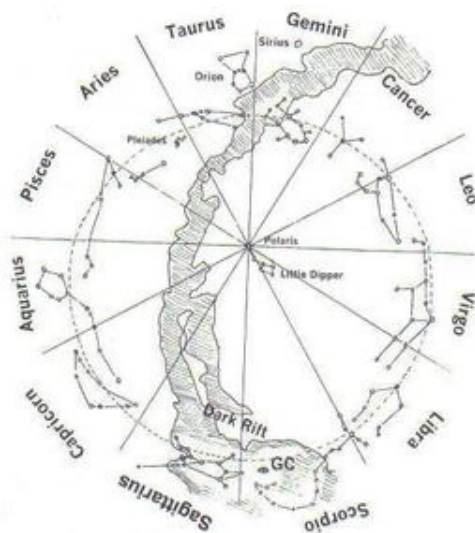 Taurus
Gemini
Sirius
Orion
Aries
Cancer
Pleiades
Pisces
Leo
Polaris
Little Dipper
Aquarius
Virgo
Capricorn
Dark Rift
Libra
GC
Sagittarius
Scorpio